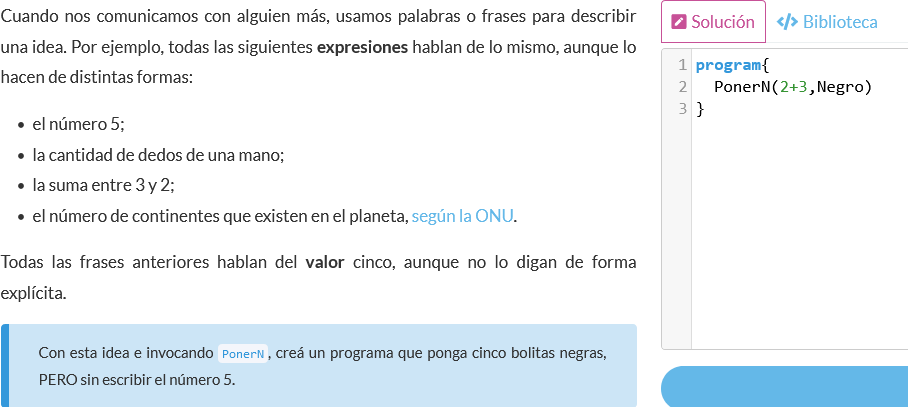 Cuando nos comunicamos con alguien más, usamos palabras o frases para describir
una idea. Por ejemplo, todas las siguientes expresiones hablan de lo mismo, aunque lo
hacen de distintas formas:
• el número 5;
• la cantidad de dedos de una mano;
• la suma entre 3 y 2;
• el número de continentes que existen en el planeta, según la ONU.
Todas las frases anteriores hablan del valor cinco, aunque no lo digan de forma
explícita.
Con esta idea e invocando PonerN, creá un programa que ponga cinco bolitas negras,
PERO sin escribir el número 5.
Solución
</> Biblioteca
1 program{
2 PonerN(2+3,Negro)
3 }